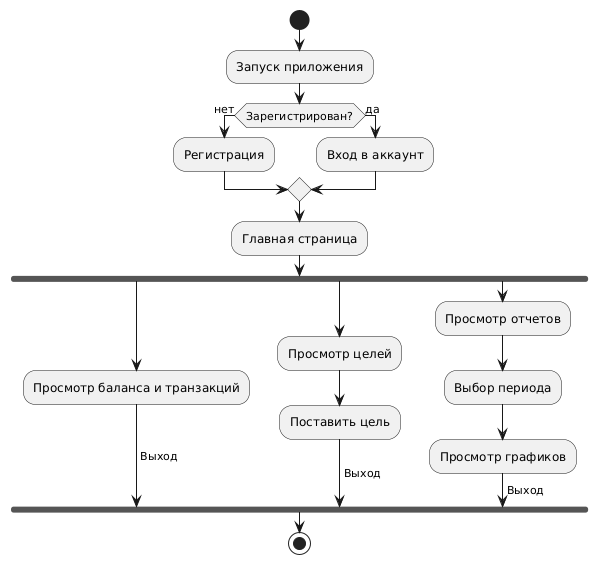 Запуск приложения
нет
Зарегистрирован?
да
Регистрация
Вход в аккаунт
Главная страница
Просмотр баланса и транзакций
Выход
Просмотр целей
Поставить цель
Выход
Просмотр отчетов
Выбор периода
Просмотр графиков
Выход